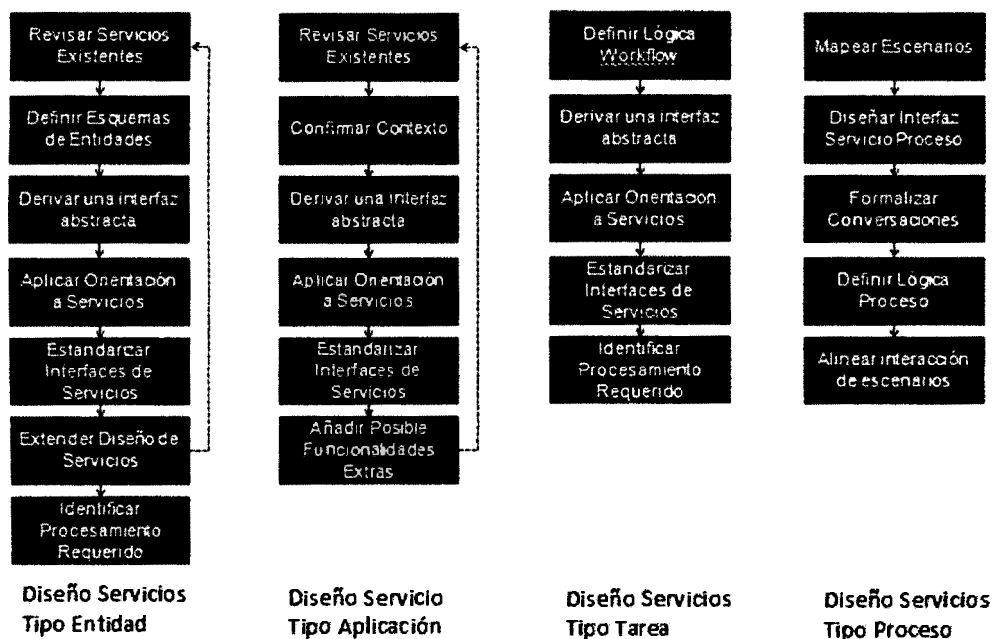 Revisar Servicios
Existentes
Definir Esquemas
de Entidades
Derivar una interfaz
abstracta
Aplicar Orientación
a Servicios
Estandarizar
Interfaces de
Servicios
Extender Diseño de
Servicios
Identificar
Procesamiento
Requerido
Diseño Servicios
Tipo Entidad
Revisar Servicios
Existentes
Confirmar Contexto
Derivar una interfaz
abstracta
Aplicar Orientación
a Servicios
Estandarizar
Interfaces de
Servicios
Añadir Posible
Funcionalidades
Extras
Diseño Servicio
Tipo Aplicación
Definir Lógica
Workflow
Derivar una interfaz
abstracta
Aplicar Orientación
a Servicios
Estandarizar
Interfaces de
Servicios
Identificar
Procesamiento
Requerido
Diseño Servicios
Tipo Tarea
Mapear Escenarios
Diseñar Interfaz
Servicio Proceso
Formalizar
Conversaciones
Definir Lógica
Proceso
Alinear interacción
de escenarios
Diseño Servicios
Tipo Proceso